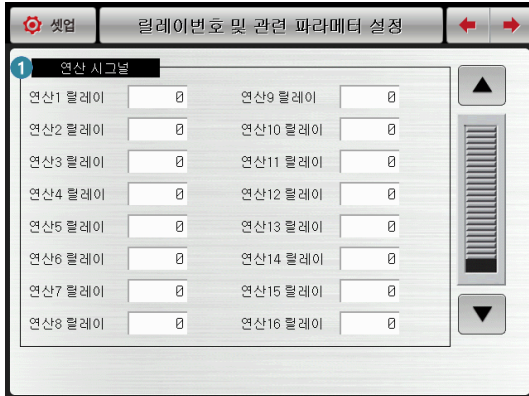 셋업 릴레이번호 및 관련 파라메터 설정
1 연산 시그널
연산1 릴레이 0 연산9 릴레이 0
연산2 릴레이 0 연산10 릴레이 0
연산3 릴레이 0 연산11 릴레이 0
연산4 릴레이 0 연산12 릴레이 0
연산5 릴레이 0 연산13 릴레이 0
연산6 릴레이 0 연산14 릴레이 0
연산7 릴레이 0 연산15 릴레이 0
연산8 릴레이 0 연산16 릴레이 0